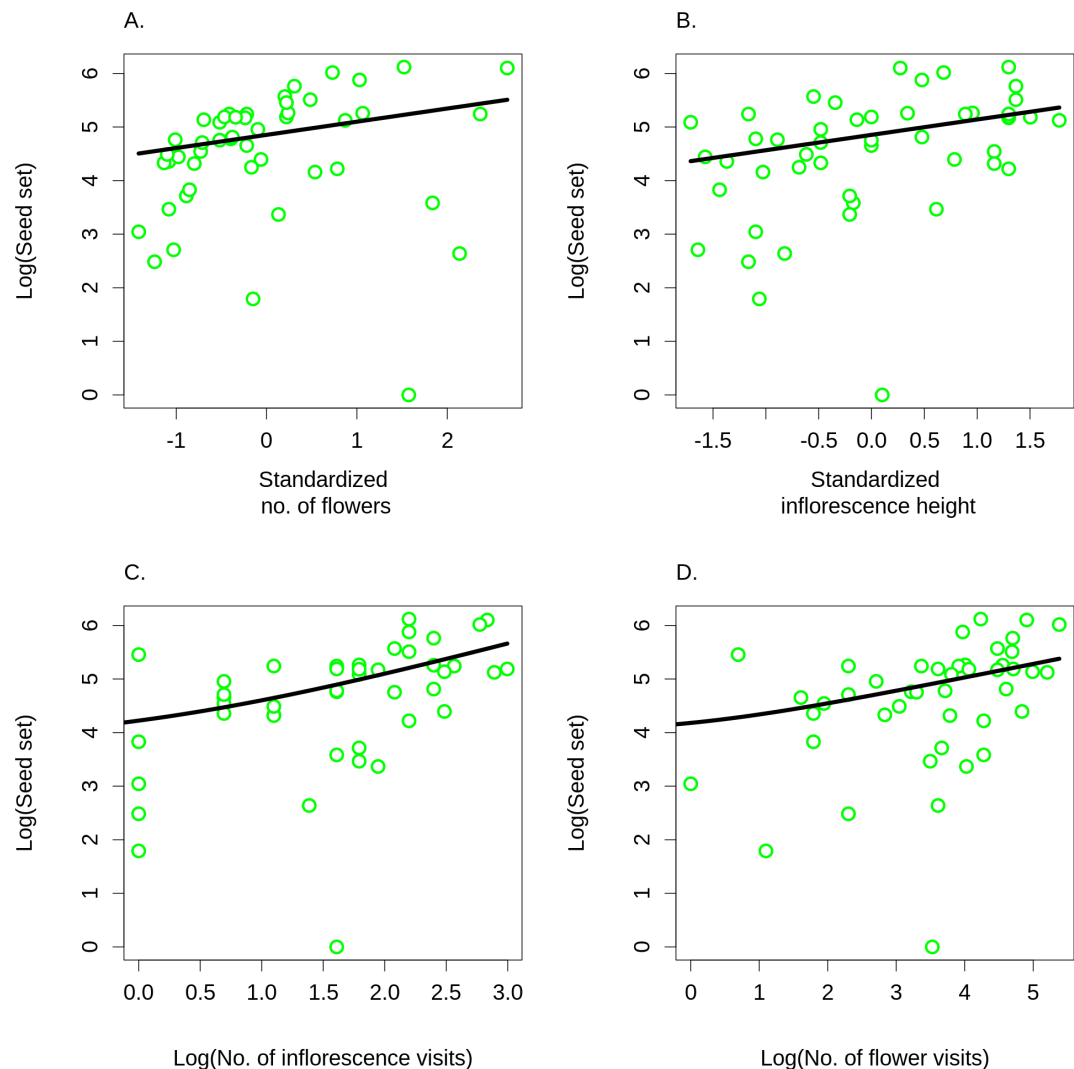 A.
Log(Seed set)
6
5
4
3
2
1
0
-1 0 1 2
Standardized
no. of flowers
B.
Log(Seed set)
6
5
4
3
2
1
0
-1.5 -0.5 0.0 0.5 1.0 1.5
Standardized
inflorescence height
C.
Log(Seed set)
6
5
4
3
2
1
0
0.0 0.5 1.0 1.5 2.0 2.5 3.0
Log(No. of inflorescence visits)
D.
Log(Seed set)
6
5
4
3
2
1
0
0 1 2 3 4 5
Log(No. of flower visits)